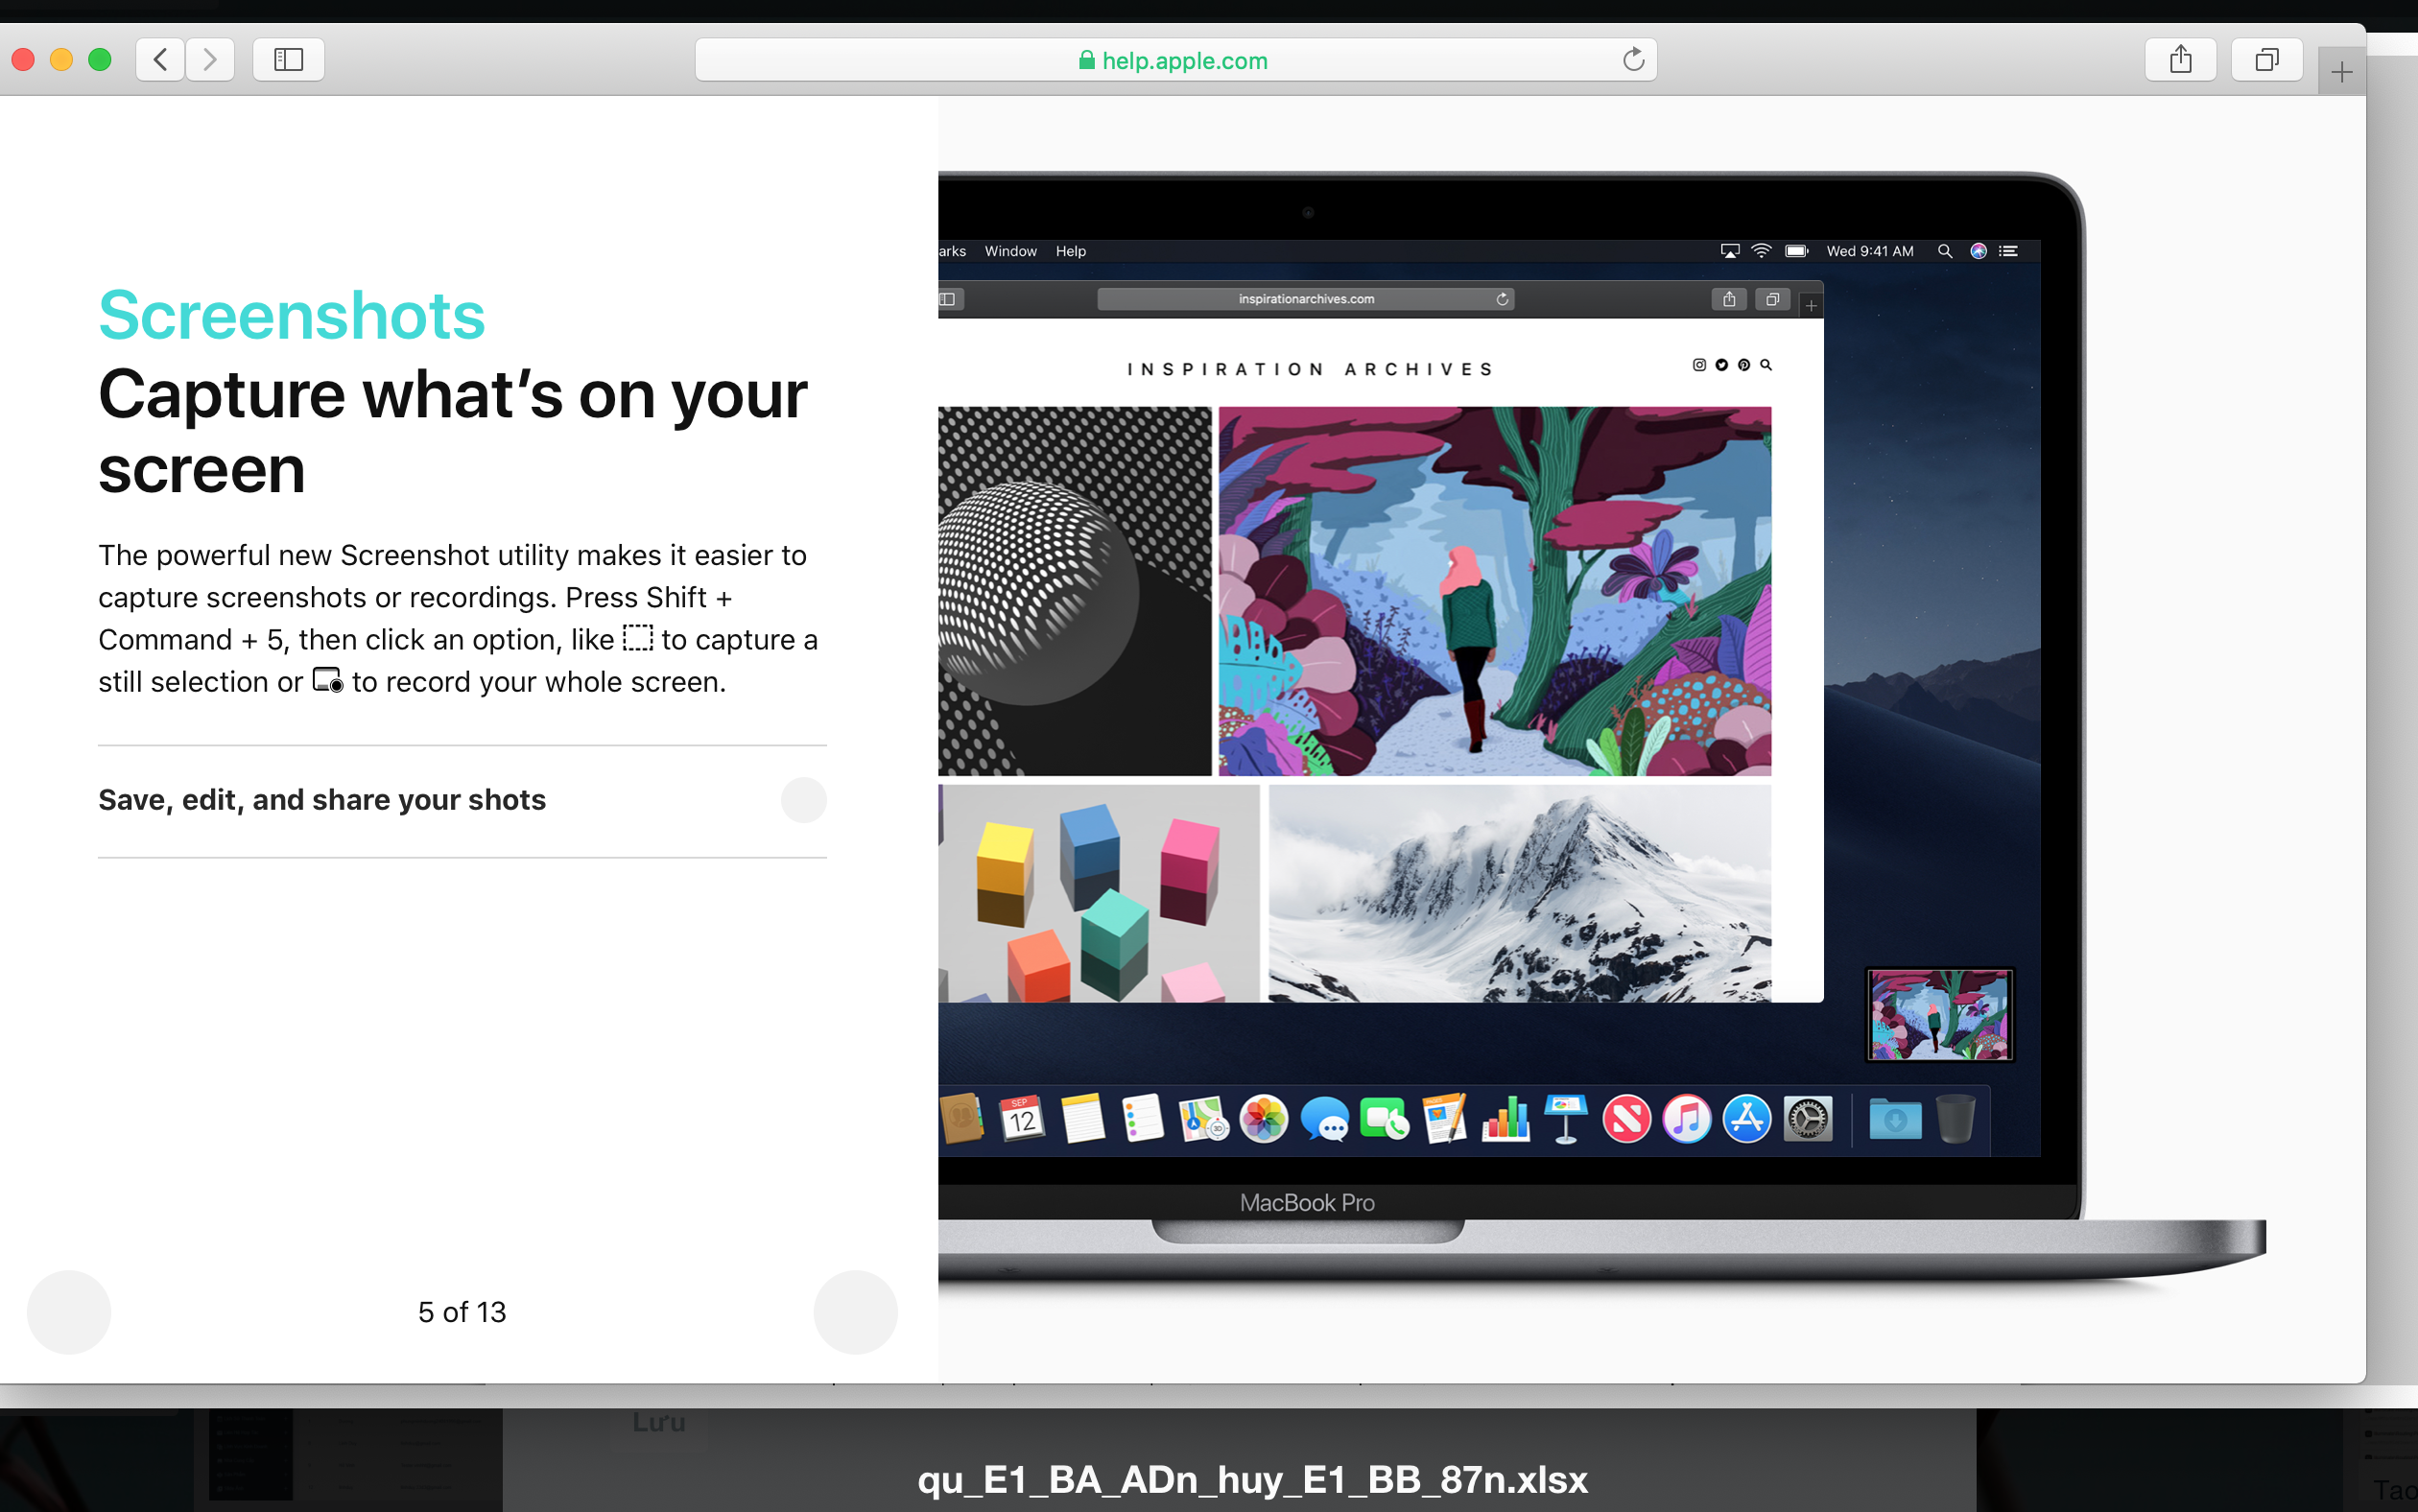 help.apple.com
Screenshots
Capture what’s on your
screen
The powerful new Screenshot utility makes it easier to
capture screenshots or recordings. Press Shift +
Command + 5, then click an option, like to capture a
still selection or to record your whole screen.
Save, edit, and share your shots
5 of 13
arks Window Help
Wed 9:41 AM
inspirationarchives.com
INSPIRATION ARCHIVES
SEP
12
3D
MacBook Pro
Lưu
qu_E1_BA_ADn_huy_E1_BB_87n.xlsx